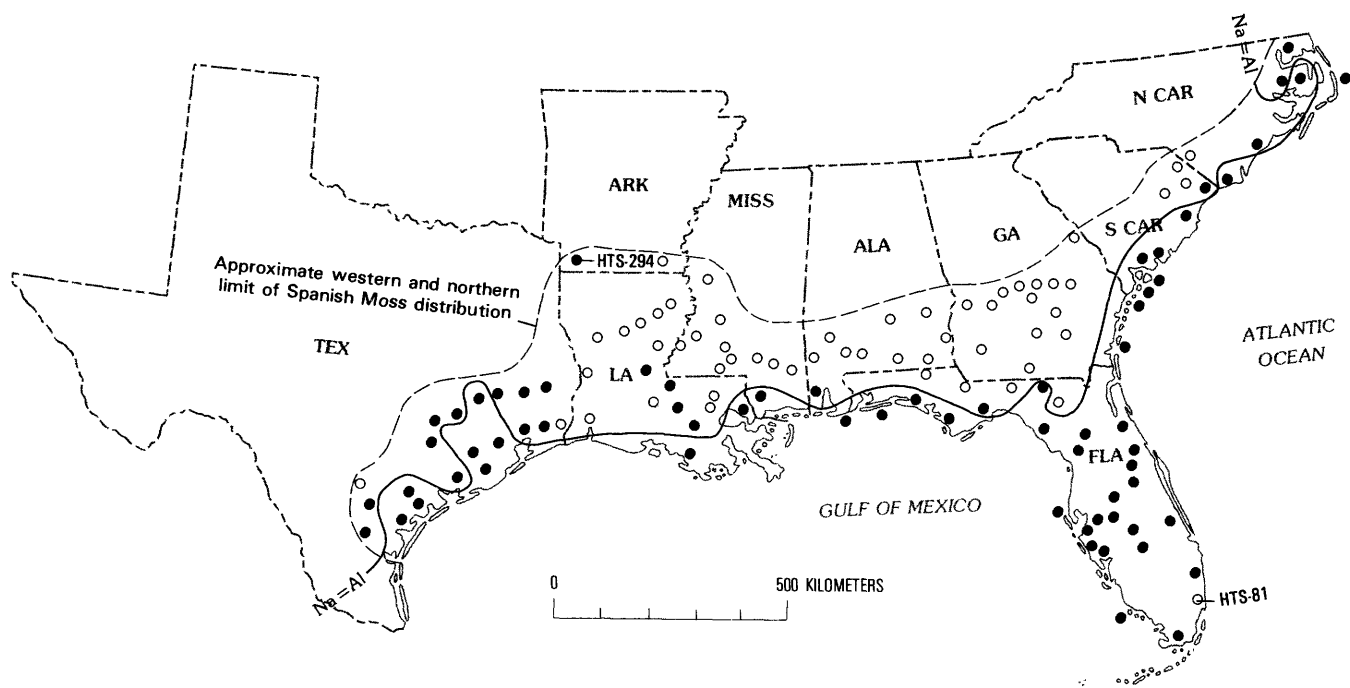 Na=Al
N CAR
ARK
MISS
S CAR
ALA
GA
HTS-294
Approximate western and northern
limit of Spanish Moss distribution
ATLANTIC
OCEAN
TEX
LA
FLA
GULF OF MEXICO
Na=Al
0 500 KILOMETERS
HTS-81